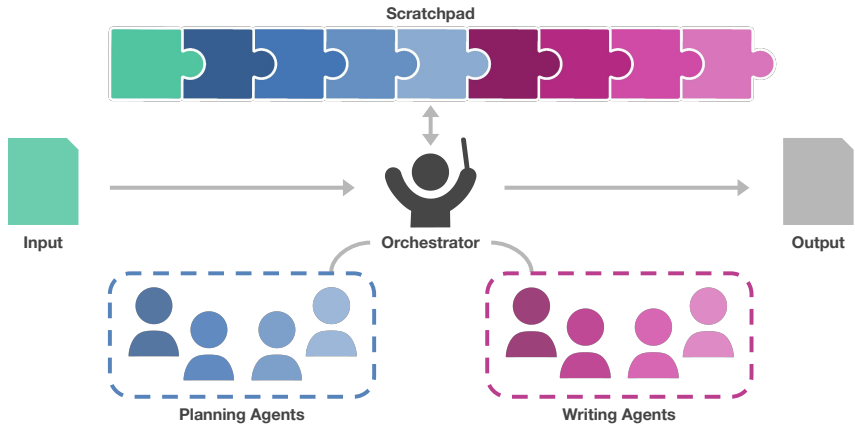 Scratchpad
Input
Orchestrator
Output
Planning Agents
Writing Agents